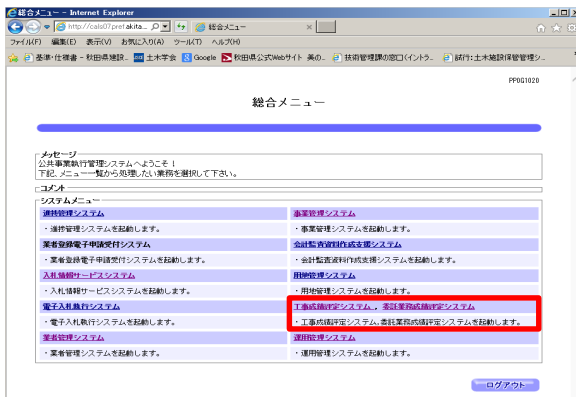 総合メニュー - Internet Explorer
http://cals07.pref.akita...
総合メニュー
ファイル(F) 編集(E) 表示(V) お気に入り(A) ツール(T) ヘルプ(H)
基準・仕様書 - 秋田県建設... 土木学会 Google 秋田県公式Webサイト 美の... 技術管理課の窓口(イントラ... 試行:土木施設保管管理シ...
PP0G1020
総合メニュー
メッセージ
公共事業執行管理システムへようこそ！
下記、メニュー一覧から処理したい業務を選択して下さい。
コメント
システムメニュー
進捗管理システム 事業管理システム
・進捗管理システムを起動します。 ・事業管理システムを起動します。
業者登録電子申請受付システム 会計監査資料作成支援システム
・業者登録電子申請受付システムを起動します。 ・会計監査資料作成支援システムを起動します。
入札情報サービスシステム 用地管理システム
・入札情報サービスシステムを起動します。 ・用地管理システムを起動します。
電子入札執行システム 工事成績評定システム , 委託業務成績評定システム
・電子入札執行システムを起動します。 ・工事成績評定システム,委託業務成績評定システムを起動します。
業者管理システム 運用管理システム
・業者管理システムを起動します。 ・運用管理システムを起動します。
ログアウト